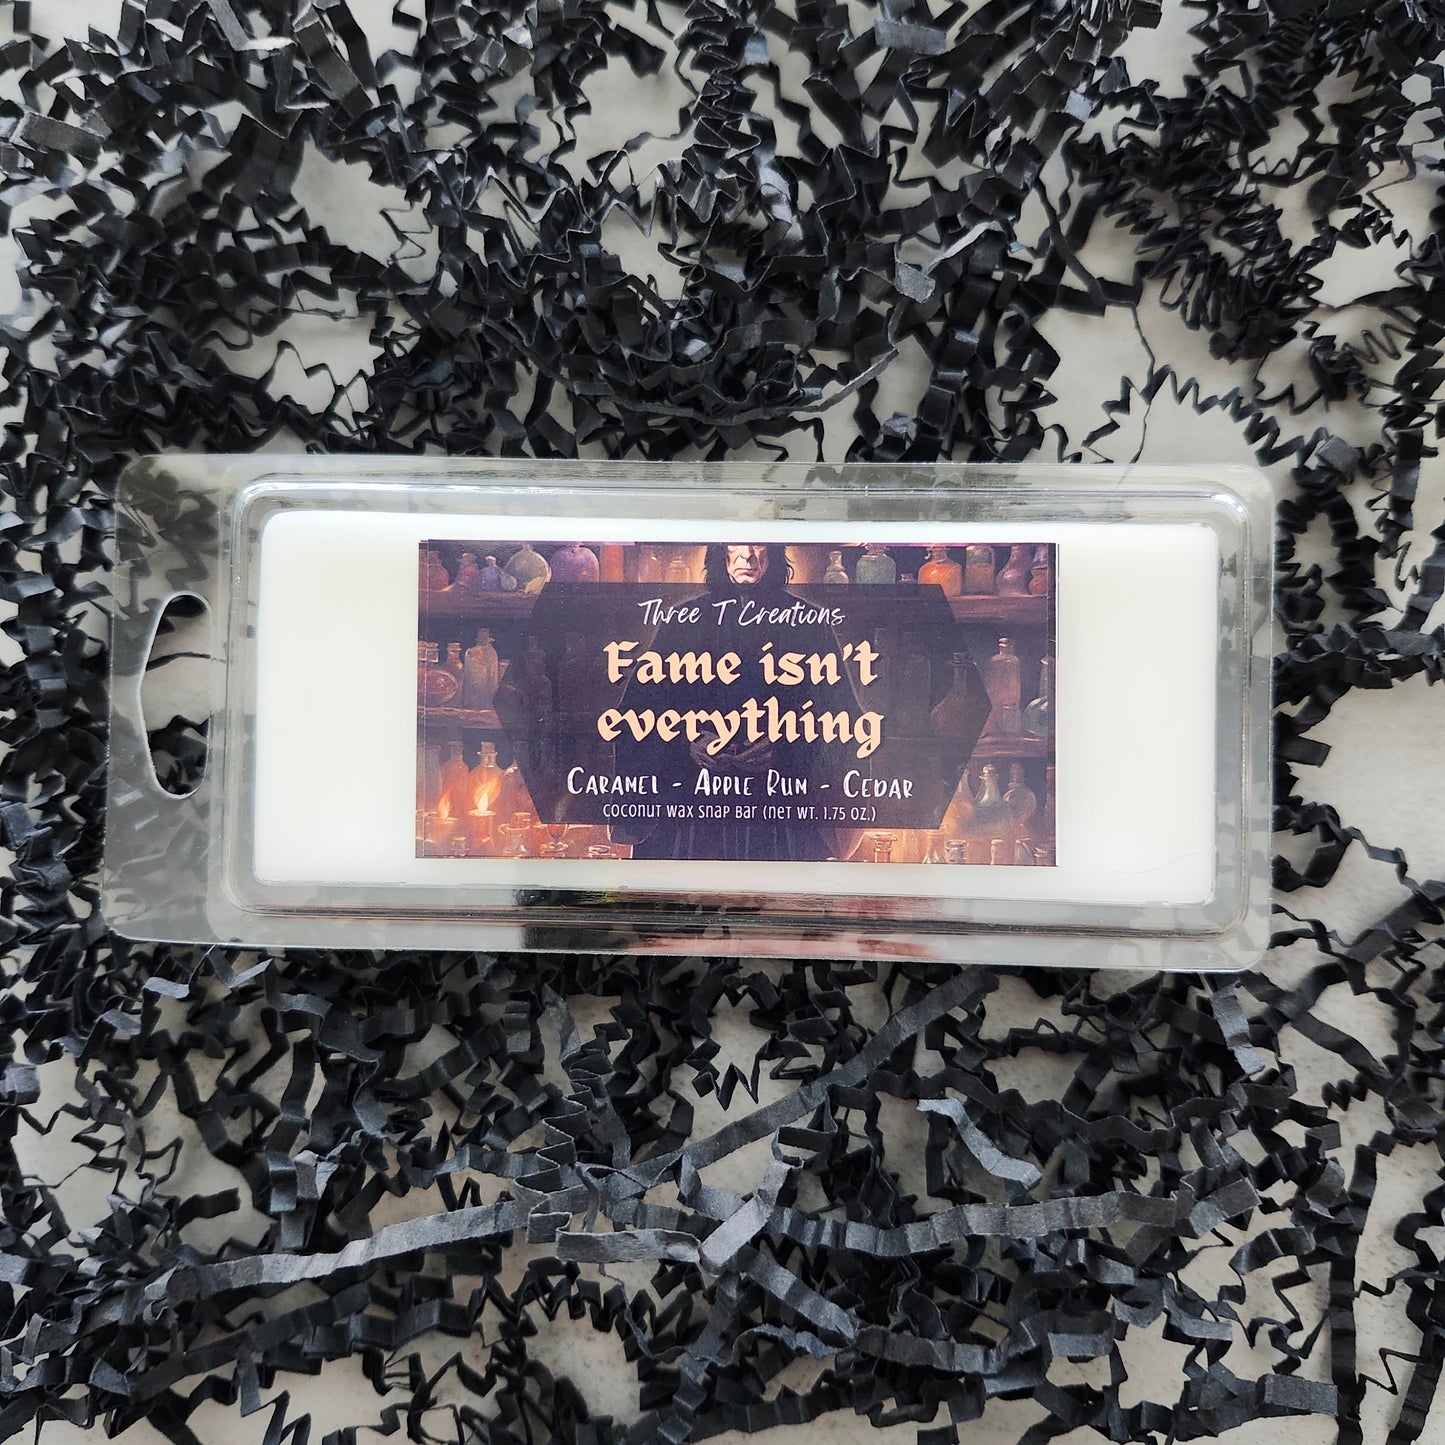 Three T Creations
Fame isn't
everything
Caramel - Apple Rum - Cedar
Coconut Wax Snap Bar (Net Wt. 1.75 oz.)